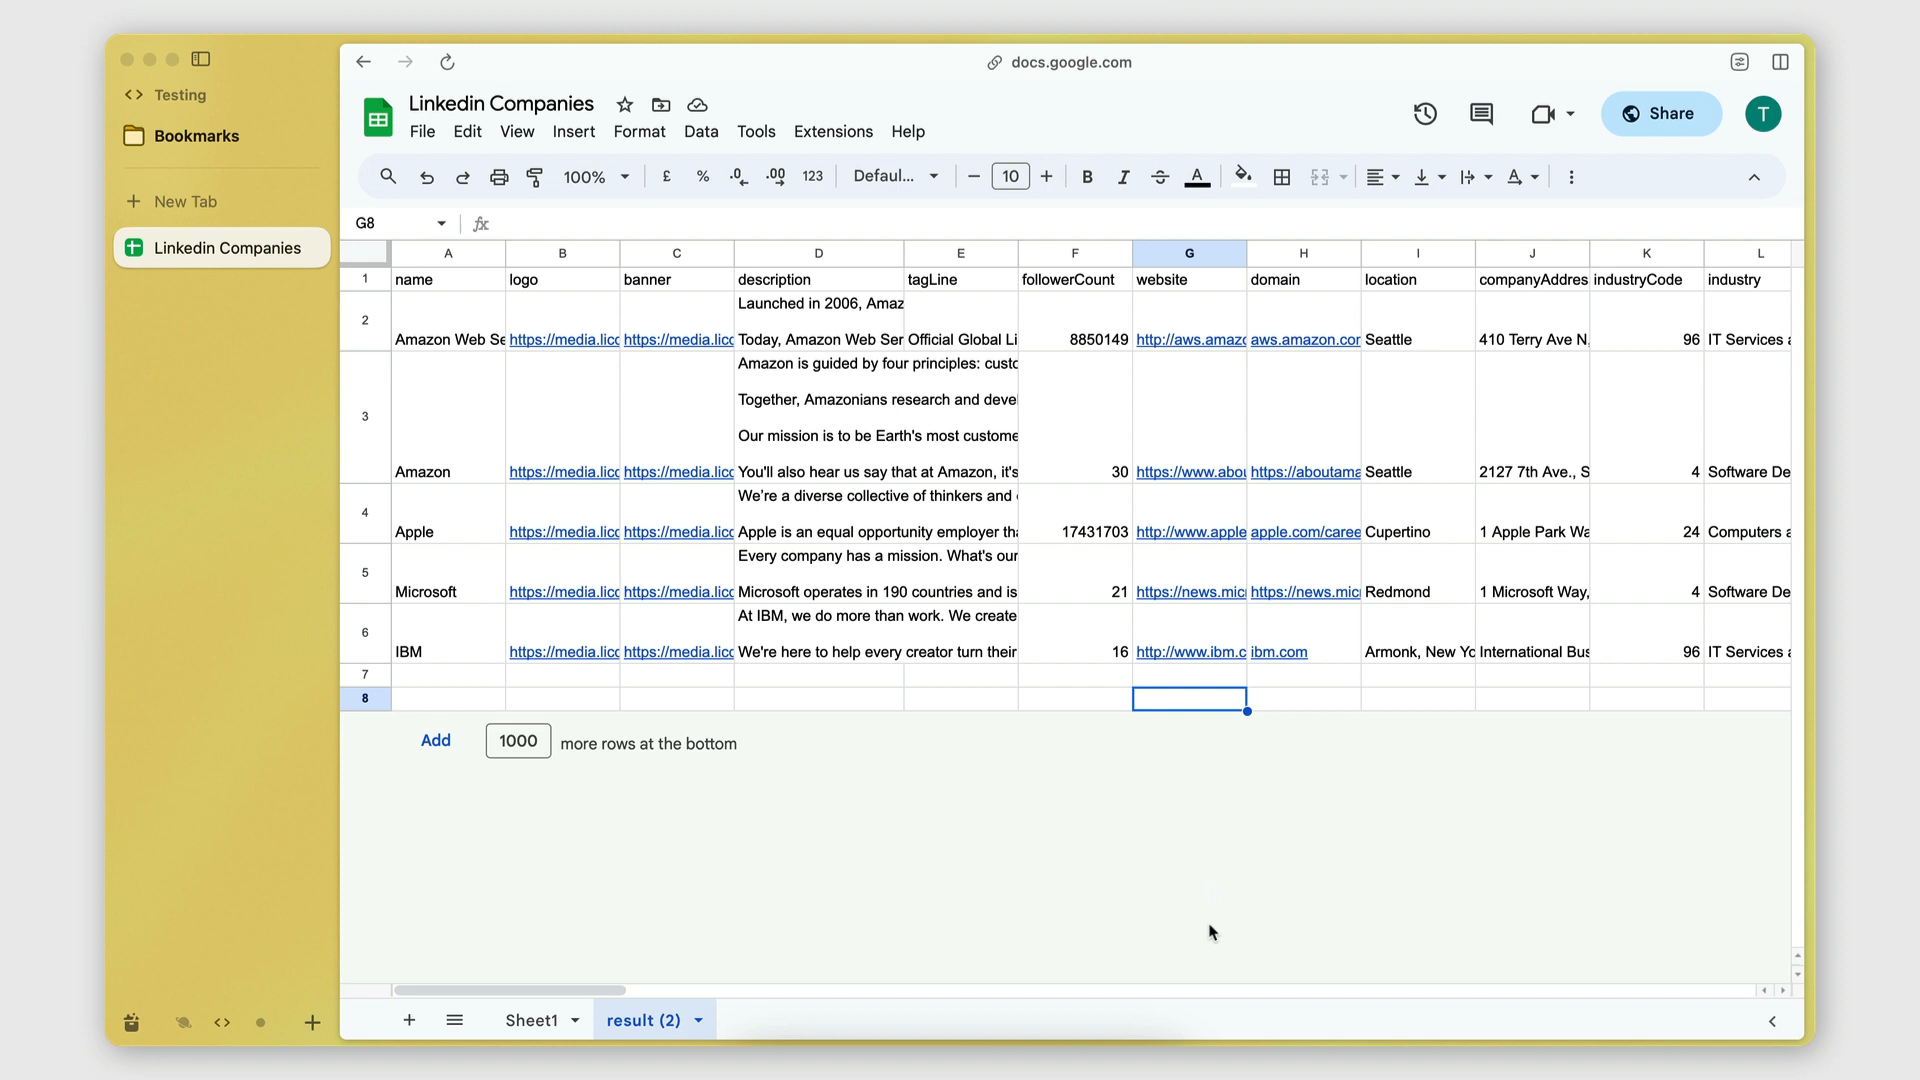 Testing
Bookmarks
New Tab
Linkedin Companies
docs.google.com
Linkedin Companies
File Edit View Insert Format Data Tools Extensions Help
Share
T
100% £ % .0 .00 123 Defaul... 10 B I A
G8 fx
A B C D E F G H I J K L
1 name logo banner description tagLine followerCount website domain location companyAddres industryCode industry
Launched in 2006, Amaz
2 Amazon Web Se https://media.licc https://media.licc Today, Amazon Web Ser Official Global Li 8850149 http://aws.amazc aws.amazon.cor Seattle 410 Terry Ave N, 96 IT Services a
Amazon is guided by four principles: custo
Together, Amazonians research and devel
Our mission is to be Earth's most custome
3 Amazon https://media.licc https://media.licc You'll also hear us say that at Amazon, it's 30 https://www.abou https://aboutama Seattle 2127 7th Ave., S 4 Software De
We're a diverse collective of thinkers and
4 Apple https://media.licc https://media.licc Apple is an equal opportunity employer tha 17431703 http://www.apple apple.com/caree Cupertino 1 Apple Park Wa 24 Computers a
Every company has a mission. What's our
5 Microsoft https://media.licc https://media.licc Microsoft operates in 190 countries and is 21 https://news.mic https://news.mic Redmond 1 Microsoft Way, 4 Software De
At IBM, we do more than work. We create
6 IBM https://media.licc https://media.licc We're here to help every creator turn their 16 http://www.ibm.c ibm.com Armonk, New Yo International Bus 96 IT Services a
7
8
Add 1000 more rows at the bottom
Sheet1 result (2)